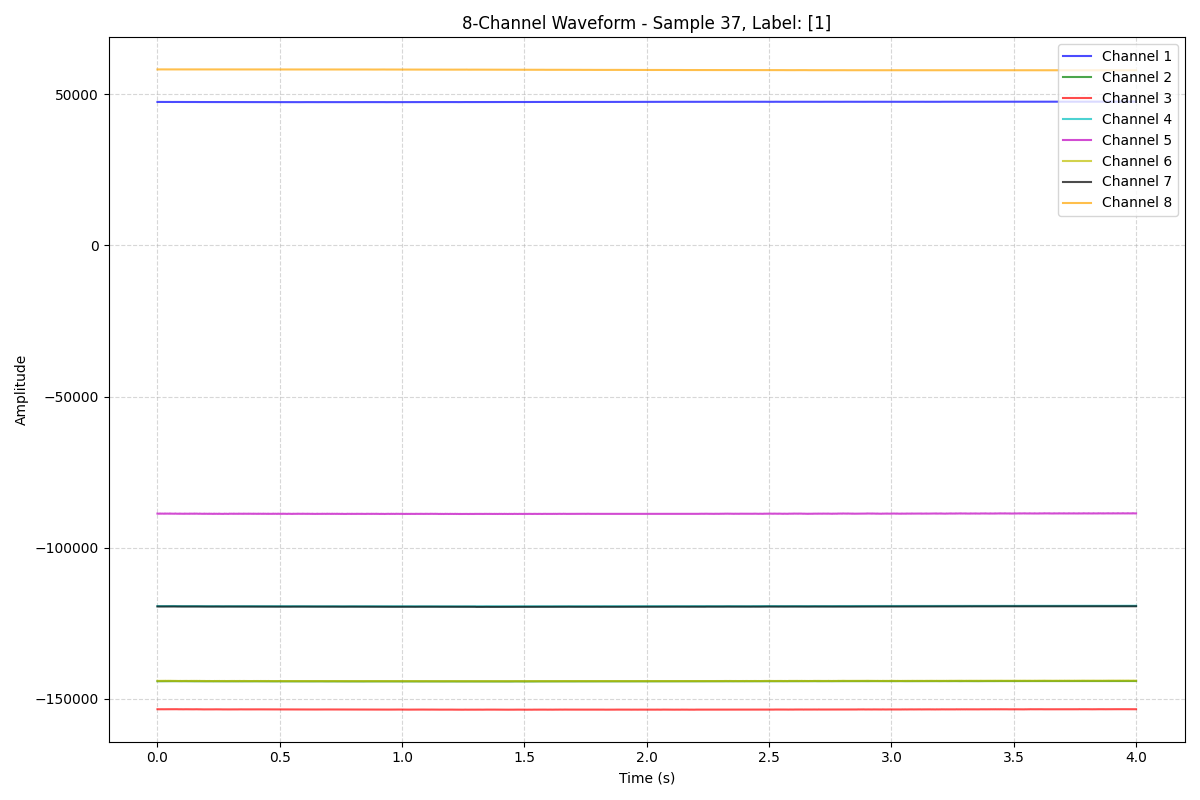 8-Channel Waveform - Sample 37, Label: [1]
Channel 1
Channel 2
Channel 3
Channel 4
Channel 5
Channel 6
Channel 7
Channel 8
Amplitude
50000
0
−50000
−100000
−150000
0.0 0.5 1.0 1.5 2.0 2.5 3.0 3.5 4.0
Time (s)